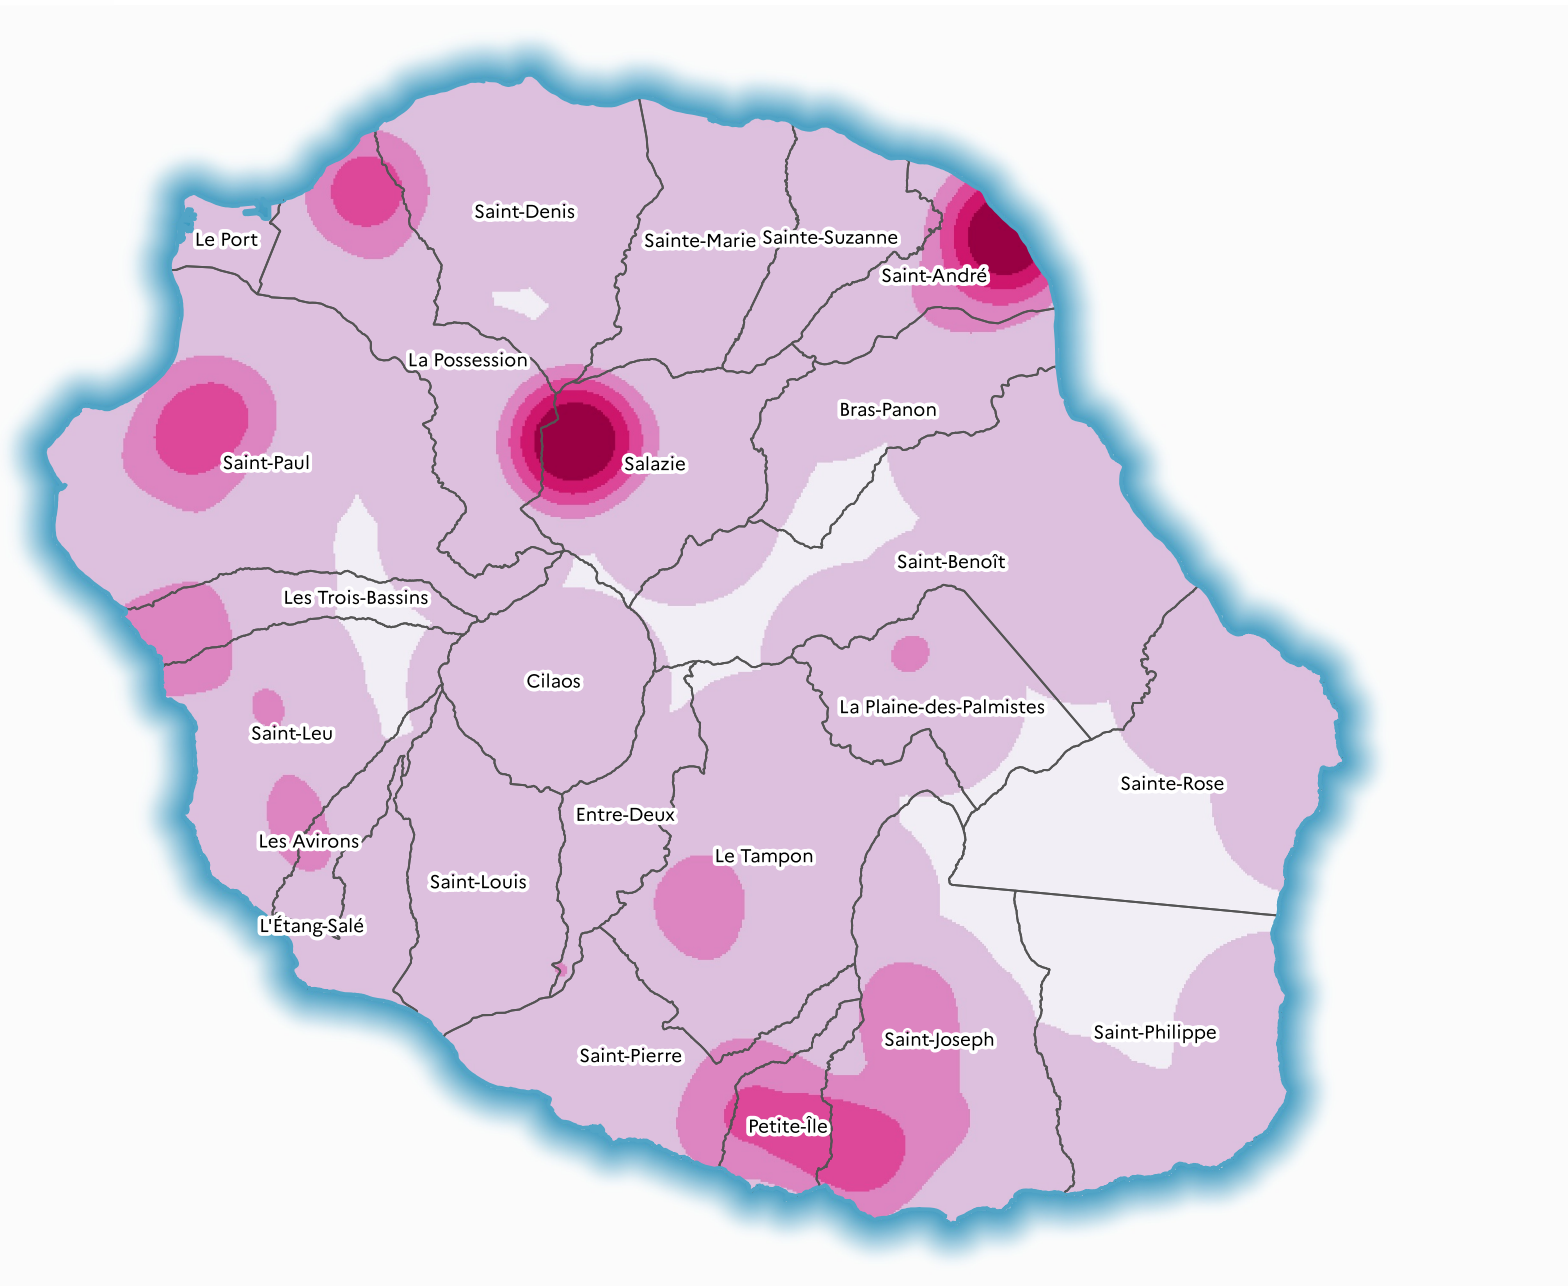 Saint-Denis
Le Port
Sainte-Marie
Sainte-Suzanne
Saint-André
La Possession
Bras-Panon
Saint-Paul
Salazie
Saint-Benoît
Les Trois-Bassins
Cilaos
La Plaine-des-Palmistes
Saint-Leu
Sainte-Rose
Entre-Deux
Les Avirons
Le Tampon
Saint-Louis
L'Étang-Salé
Saint-Philippe
Saint-Joseph
Saint-Pierre
Petite-Île